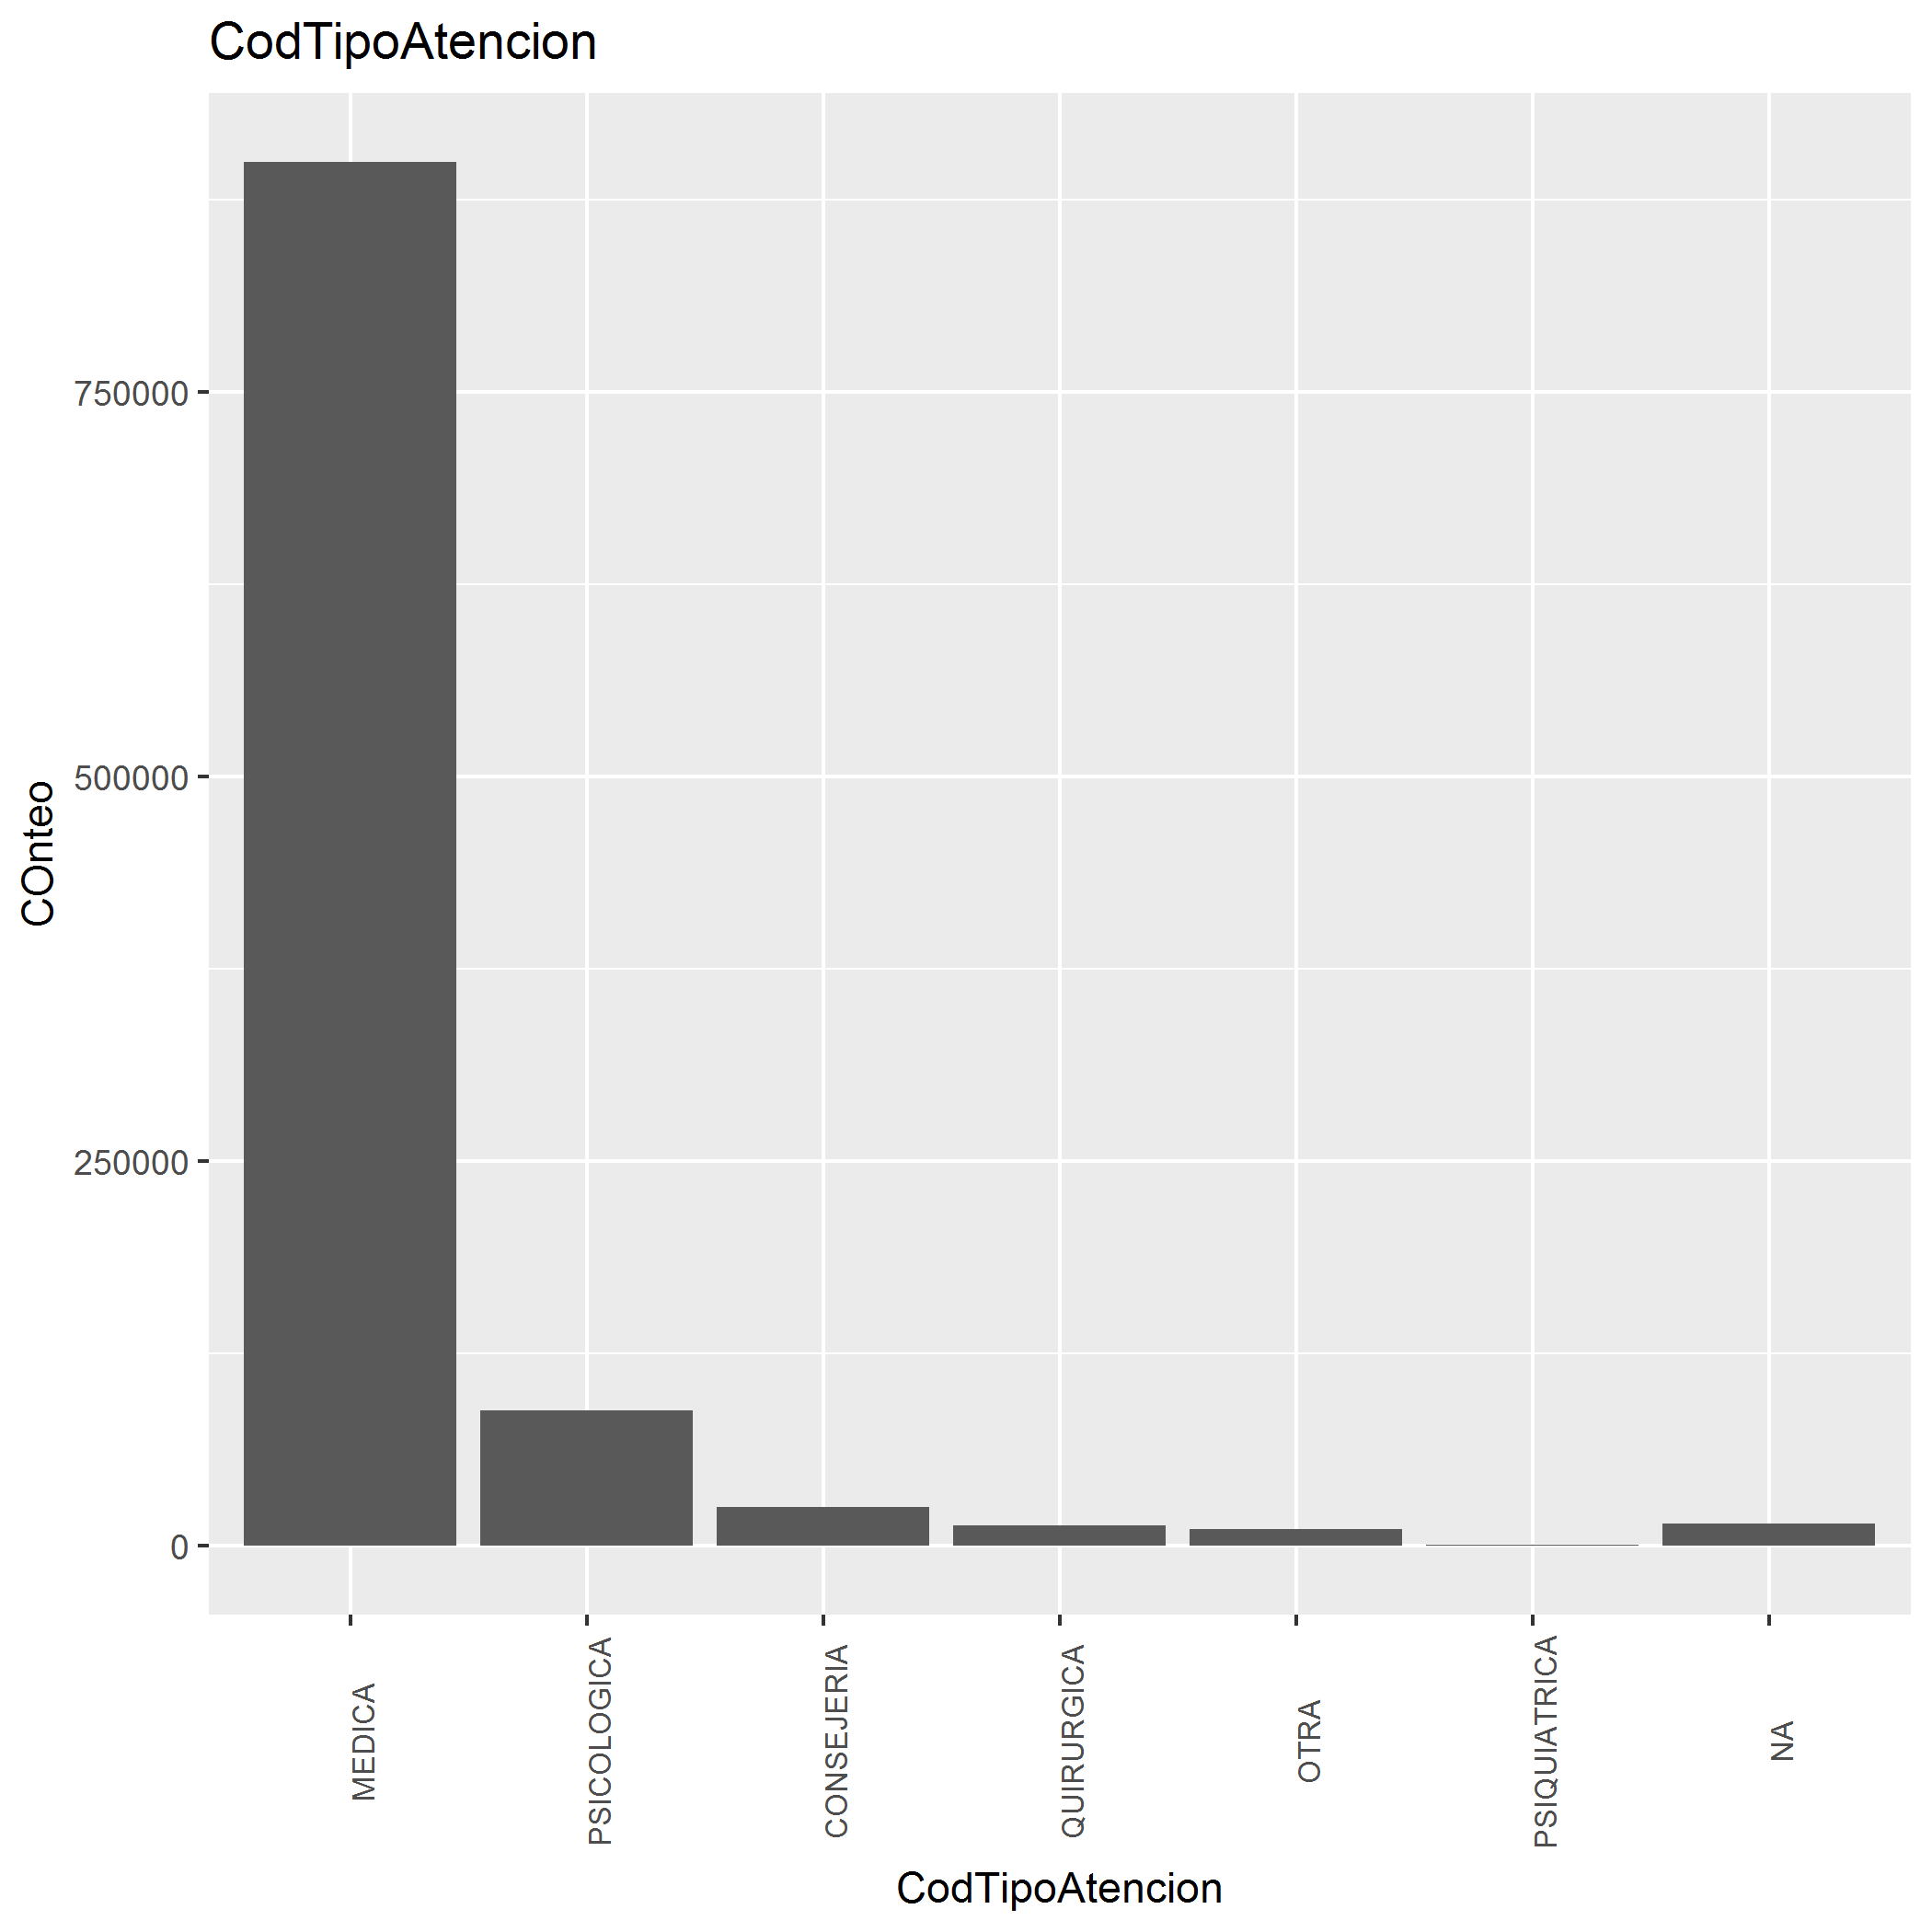 CodTipoAtencion
COnteo
750000
500000
250000
0
MEDICA
PSICOLOGICA
CONSEJERIA
QUIRURGICA
OTRA
PSIQUIATRICA
NA
CodTipoAtencion